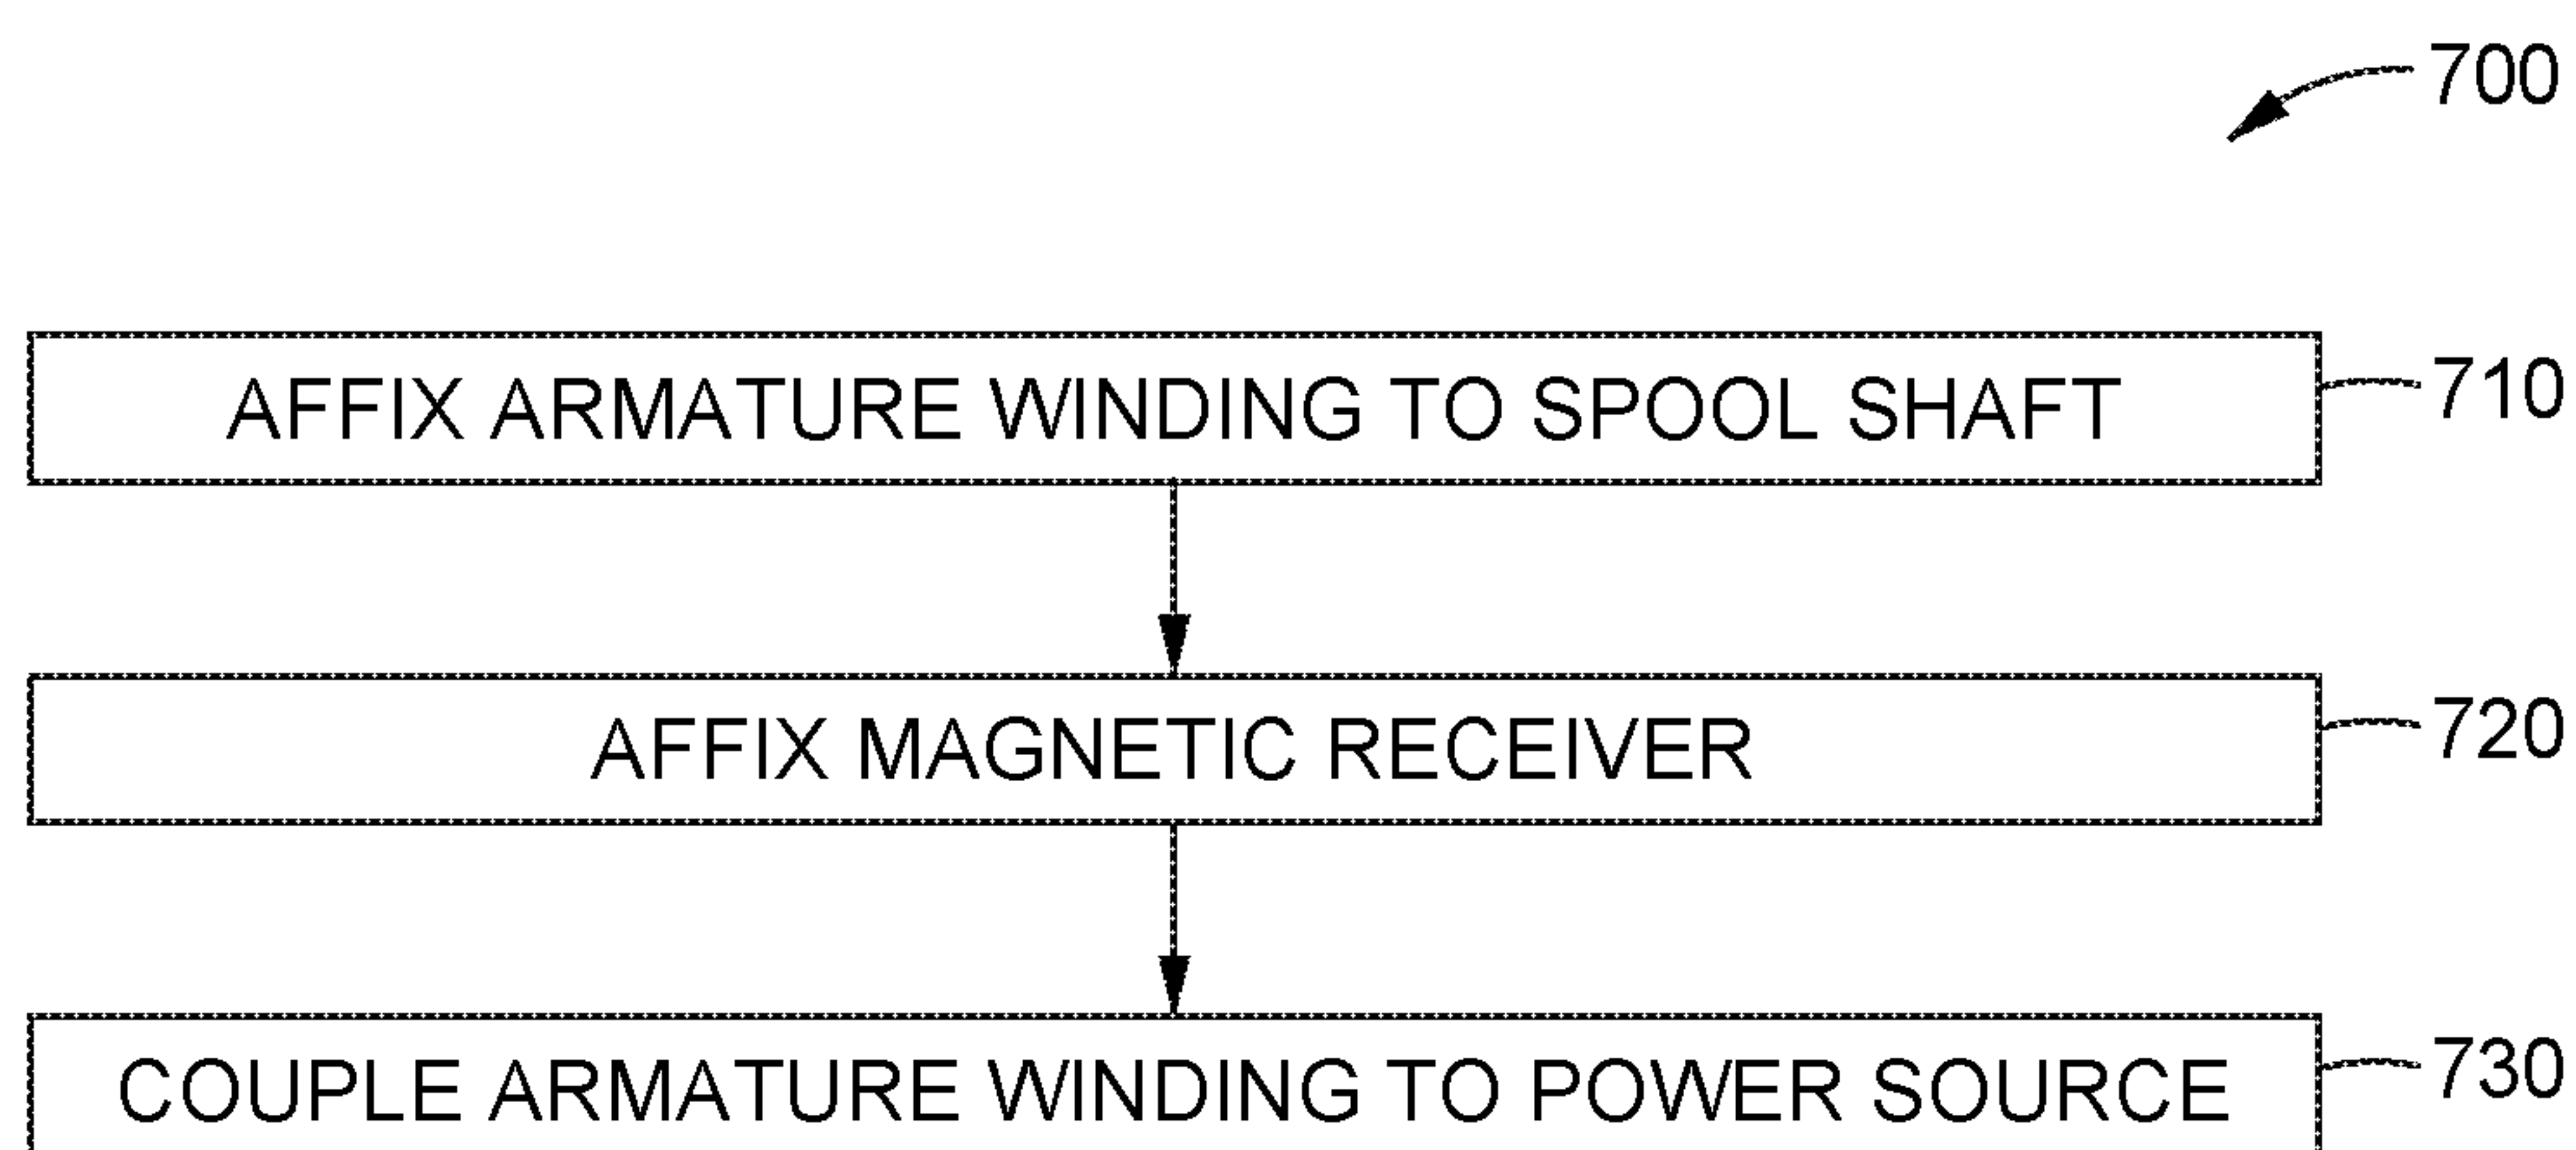 700
AFFIX ARMATURE WINDING TO SPOOL SHAFT 710
AFFIX MAGNETIC RECEIVER 720
COUPLE ARMATURE WINDING TO POWER SOURCE 730